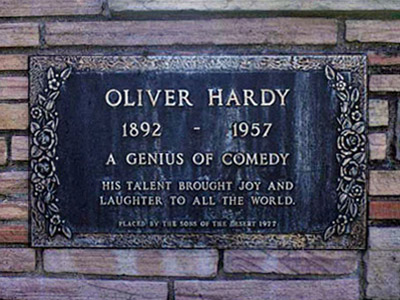 OLIVER HARDY
1892 - 1957
A GENIUS OF COMEDY
HIS TALENT BROUGHT JOY AND
LAUGHTER TO ALL THE WORLD.
PLACED BY THE SONS OF THE DESERT 1977